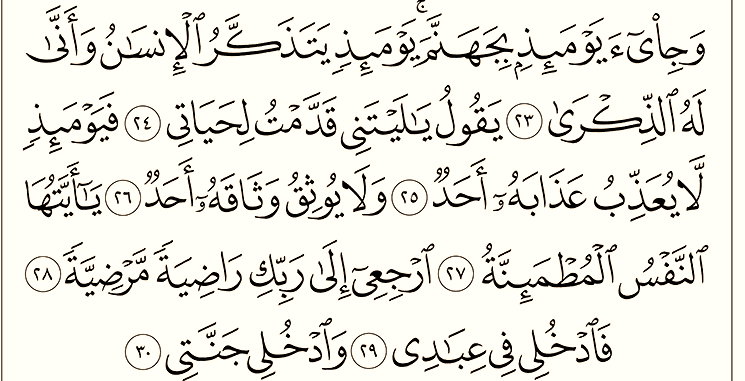 وَجِا۟ىٓءَ يَوْمَئِذٍۭ بِجَهَنَّمَ ۚ يَوْمَئِذٍ يَتَذَكَّرُ ٱلْإِنسَـٰنُ وَأَنَّىٰ
لَهُ ٱلذِّكْرَىٰ ٢٣ يَقُولُ يَـٰلَيْتَنِى قَدَّمْتُ لِحَيَاتِى ٢٤ فَيَوْمَئِذٍ
لَّا يُعَذِّبُ عَذَابَهُۥٓ أَحَدٌ ٢٥ وَلَا يُوثِقُ وَثَاقَهُۥٓ أَحَدٌ ٢٦ يَـٰٓأَيَّتُهَا
ٱلنَّفْسُ ٱلْمُطْمَئِنَّةُ ٢٧ ٱرْجِعِىٓ إِلَىٰ رَبِّكِ رَاضِيَةً مَّرْضِيَّةً ٢٨
فَٱدْخُلِى فِى عِبَـٰدِى ٢٩ وَٱدْخُلِى جَنَّتِى ٣٠